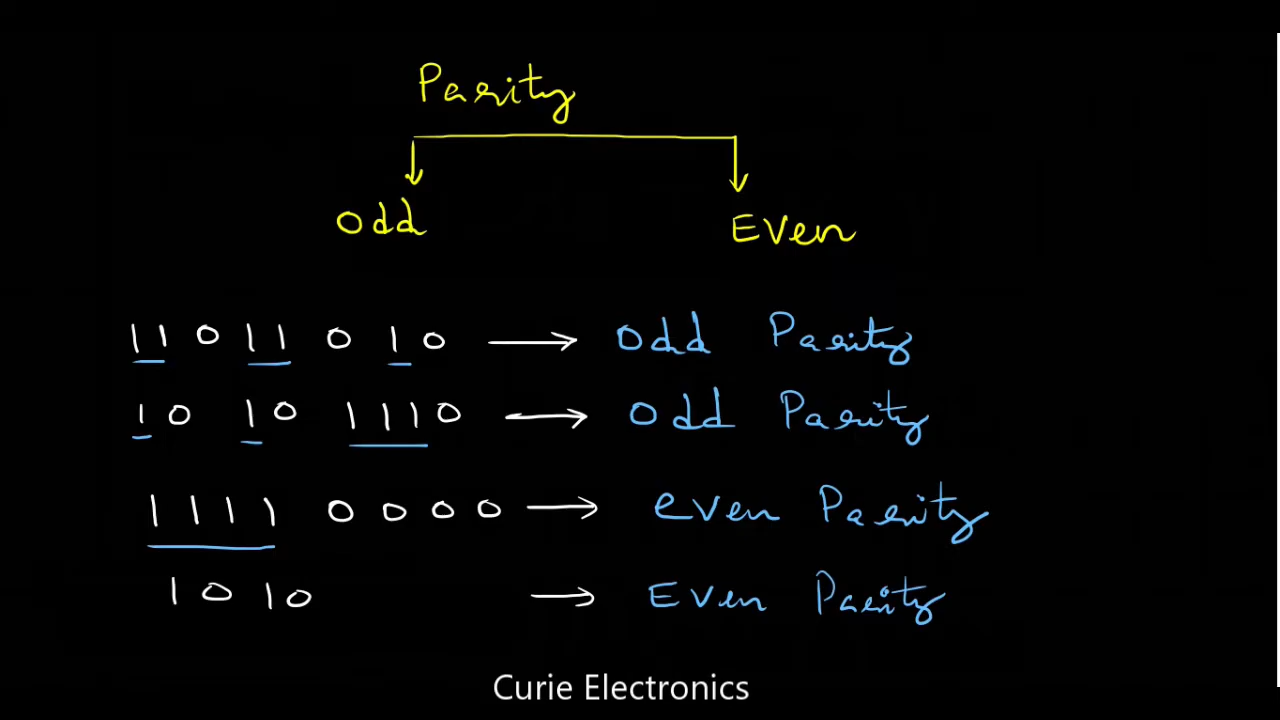 Parity
Odd Even
11011010 → Odd Parity
10101110 → Odd Parity
11110000 → even Parity
1010 → Even Parity
Curie Electronics